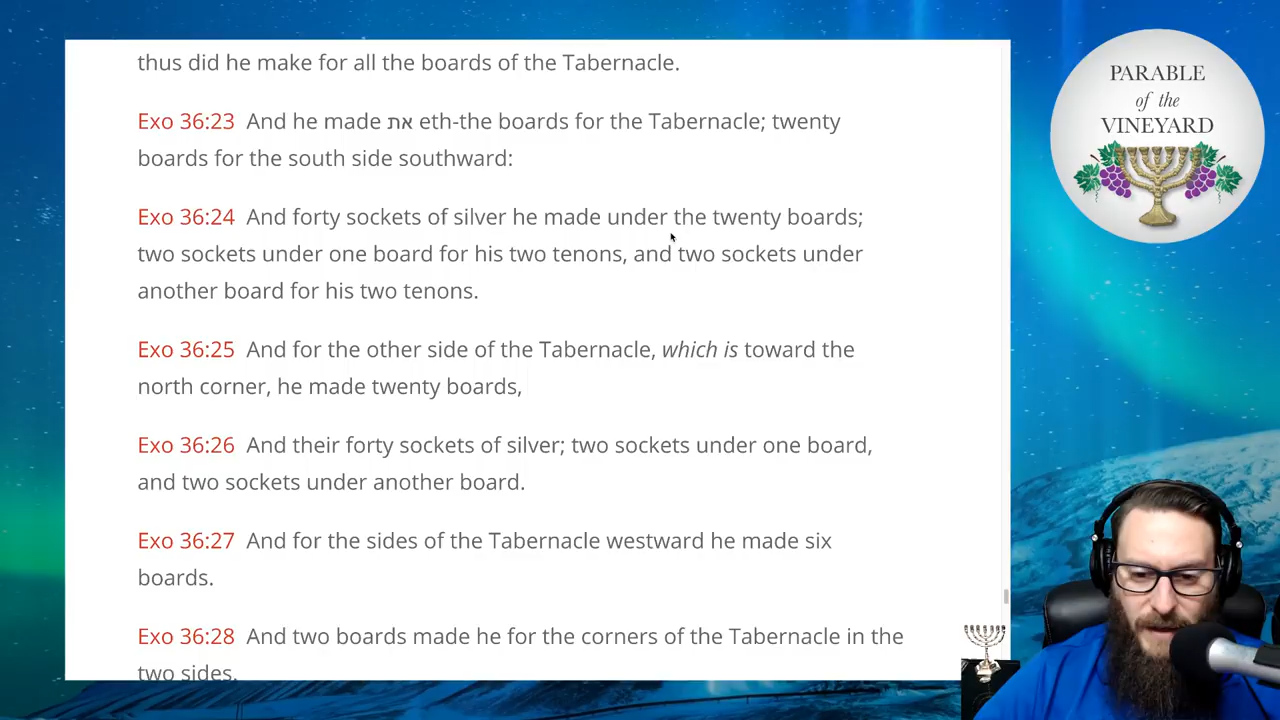 thus did he make for all the boards of the Tabernacle.
Exo 36:23 And he made את eth-the boards for the Tabernacle; twenty
boards for the south side southward:
Exo 36:24 And forty sockets of silver he made under the twenty boards;
two sockets under one board for his two tenons, and two sockets under
another board for his two tenons.
Exo 36:25 And for the other side of the Tabernacle, which is toward the
north corner, he made twenty boards,
Exo 36:26 And their forty sockets of silver; two sockets under one board,
and two sockets under another board.
Exo 36:27 And for the sides of the Tabernacle westward he made six
boards.
Exo 36:28 And two boards made he for the corners of the Tabernacle in the
two sides.
PARABLE
of the
VINEYARD